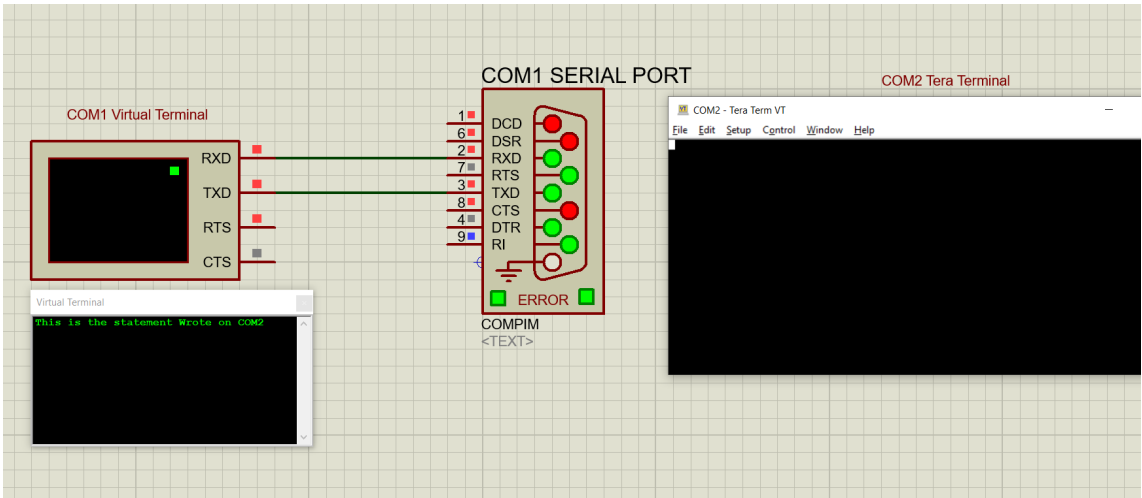 COM1 SERIAL PORT
COM2 Tera Terminal
COM1 Virtual Terminal
COM2 - Tera Term VT
File Edit Setup Control Window Help
RXD
TXD
RTS
CTS
1 DCD
6 DSR
2 RXD
7 RTS
3 TXD
8 CTS
4 DTR
9 RI
ERROR
COMPIM
<TEXT>
Virtual Terminal
This is the statement Wrote on COM2